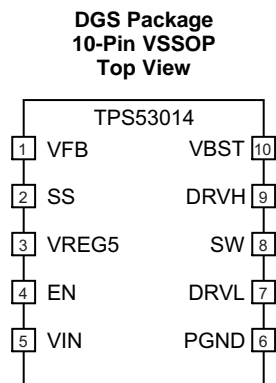 DGS Package
10-Pin VSSOP
Top View
TPS53014
1 VFB VBST 10
2 SS DRVH 9
3 VREG5 SW 8
4 EN DRVL 7
5 VIN PGND 6